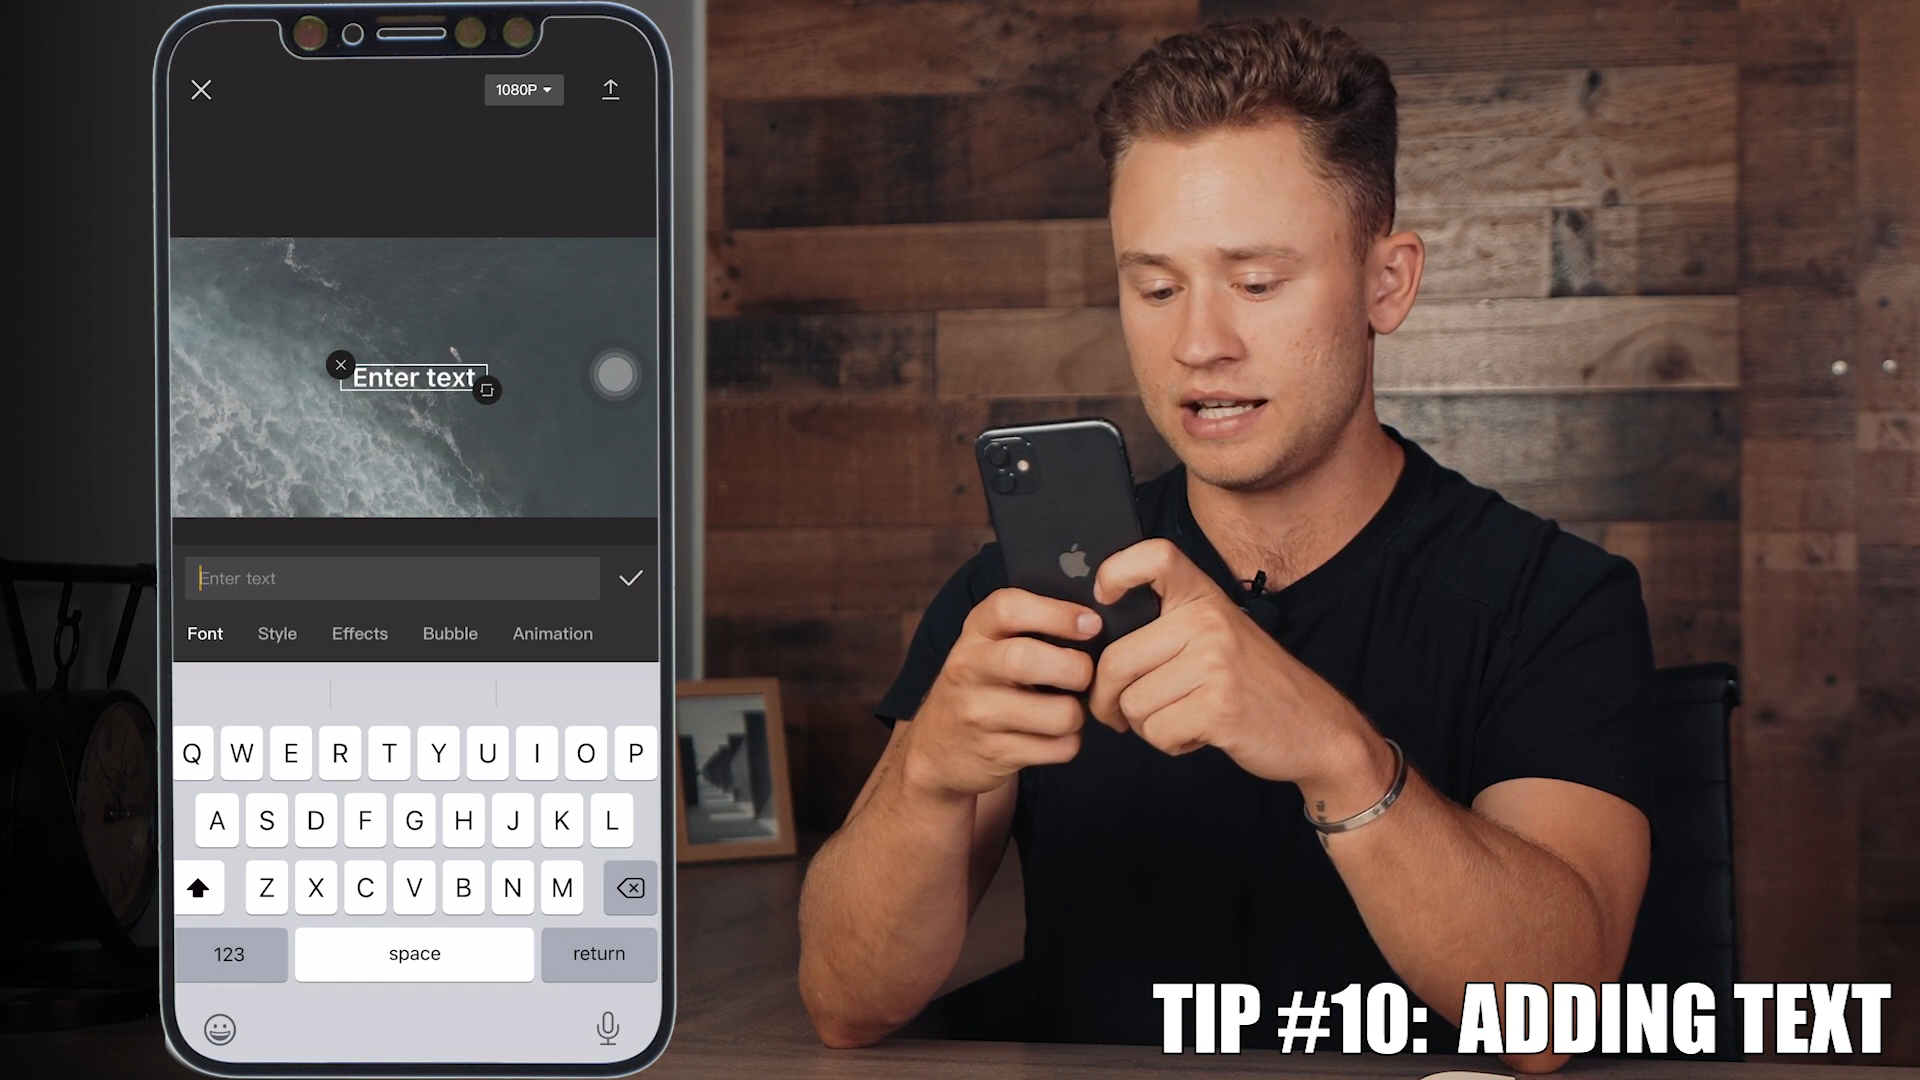 1080P
Enter text
Enter text
Font Style Effects Bubble Animation
Q W E R T Y U I O P
A S D F G H J K L
Z X C V B N M
123 space return
TIP #10: ADDING TEXT